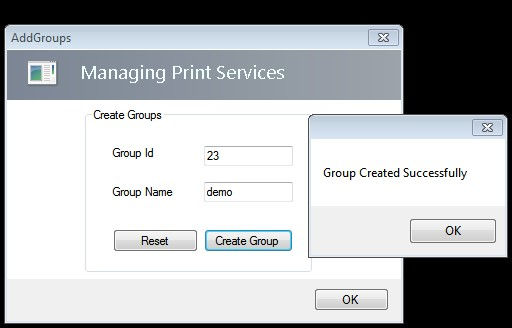 AddGroups
Managing Print Services
Create Groups
Group Id 23
Group Name demo
Reset Create Group
OK
Group Created Successfully
OK